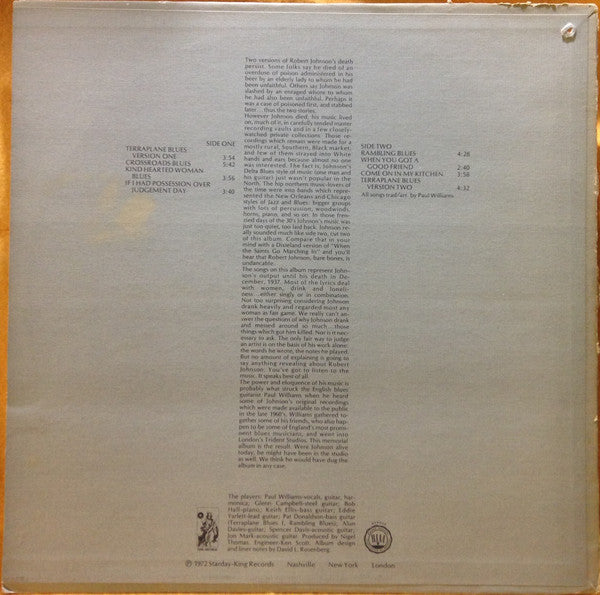 Two versions of Robert Johnson's death
persist. Some folks say he died of an
overdose of poison administered in his
beer by an elderly lady to whom he had
been unfaithful. Others say Johnson was
slashed by an estraged whore to whom
he had also been unfaithful. Perhaps it
was a case of poisoned first, and stabbed
later . . . thus the two stories.
However Johnson died, his music lived
on, much of it, in carefully tended master
recording vaults and in a few closely-
watched private collections. Those re-
cordings which remain were made for a
mostly rural, Southern, Black market,
and few of them strayed into White
hands and ears because almost no one
was interested. The fact is, Johnson's
Delta Blues style of music (one man and
his guitar) just wasn't popular in the
North. The hip northern music-lovers of
the time were into bands which repre-
sented the New-Orleans and Chicago
styles of Jazz and Blues: bigger groups
with lots of percussion, woodwinds,
horns, piano, and so on. In those fren-
zied days of the 30's Johnson's music was
just too quiet, too laid back. Johnson re-
ally sounded much like side two, cut two
of this album. Compare that in your
mind with a Dixieland version of "When
the Saints Go Marching In" and you'll
hear that Robert Johnson, bare bones, is
undancable.
The songs on this album represent John-
son's output until his death in De-
cember, 1937. Most of the lyrics deal
with women, drink and loneli-
ness . . . either singly or in combination.
Not too surprising considering Johnson
drank heavily and regarded most any
woman as fair game. We really can't an-
swer the questions of why Johnson drank
and messed around so much . . . those
things which got him killed. Nor is it nec-
essary to ask. The only fair way to judge
an artist is on the basis of his work alone:
the words he wrote, the notes he played.
But no amount of explaining is going to
say anything revealing about Robert
Johnson. You've got to listen to the
music. It speaks best of all.
The power and eloquence of his music is
probably what struck the English blues
guitarist Paul Williams when he heard
some of Johnson's original recordings
which were made available to the public
in the late 1960's. Williams gathered to-
gether some of his friends, who also hap-
pen to be some of England's most promi-
nent blues musicians, and went into
London's Trident Studios. This memorial
album is the result. Were Johnson alive
today, he might have been in the studio
as well. We think he would have dug the
album in any case.
SIDE ONE
TERRAPLANE BLUES
VERSION ONE 3:54
CROSSROADS BLUES 5:42
KIND HEARTED WOMAN
BLUES 3:56
IF I HAD POSSESSION OVER
JUDGEMENT DAY 3:40
SIDE TWO
RAMBLING BLUES 4:28
WHEN YOU GOT A
GOOD FRIEND 2:40
COME ON IN MY KITCHEN 3:58
TERRAPLANE BLUES
VERSION TWO 4:32
All songs trad/arr. by Paul Williams
The players: Paul Williams-vocals, guitar, har-
monica; Glenn Campbell-steel guitar; Bob
Hall-piano; Keith Ellis-bass guitar; Eddie
Yorlett-lead guitar; Pat Donaldson-bass guitar
(Terraplane Blues I, Rambling Blues); Alun
Davies-guitar; Spencer Davis-acoustic guitar;
Jon Mark-acoustic guitar. Produced by Nigel
Thomas. Engineer-Ken Scott. Album design
and liner notes by David L. Rosenberg.
℗ 1972 Starday-King Records Nashville New York London